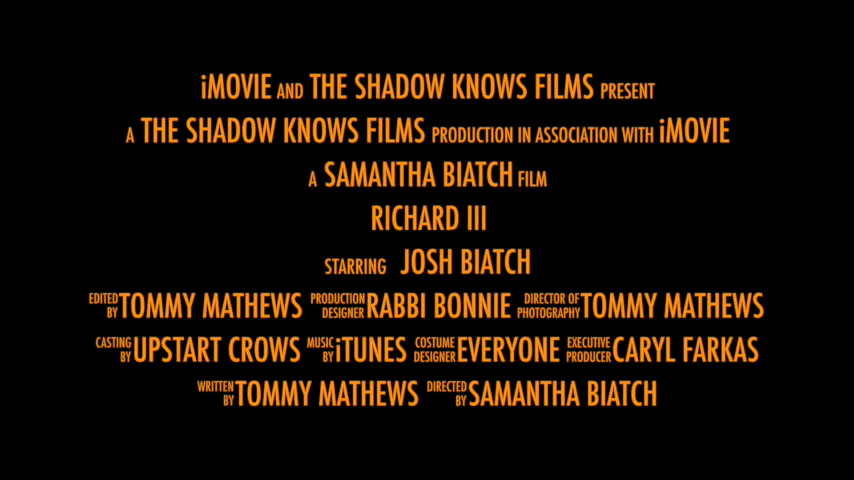 iMOVIE AND THE SHADOW KNOWS FILMS PRESENT
A THE SHADOW KNOWS FILMS PRODUCTION IN ASSOCIATION WITH iMOVIE
A SAMANTHA BIATCH FILM
RICHARD III
STARRING JOSH BIATCH
EDITED BY TOMMY MATHEWS PRODUCTION DESIGNER RABBI BONNIE DIRECTOR OF PHOTOGRAPHY TOMMY MATHEWS
CASTING BY UPSTART CROWS MUSIC BY iTUNES COSTUME DESIGNER EVERYONE EXECUTIVE PRODUCER CARYL FARKAS
WRITTEN BY TOMMY MATHEWS DIRECTED BY SAMANTHA BIATCH